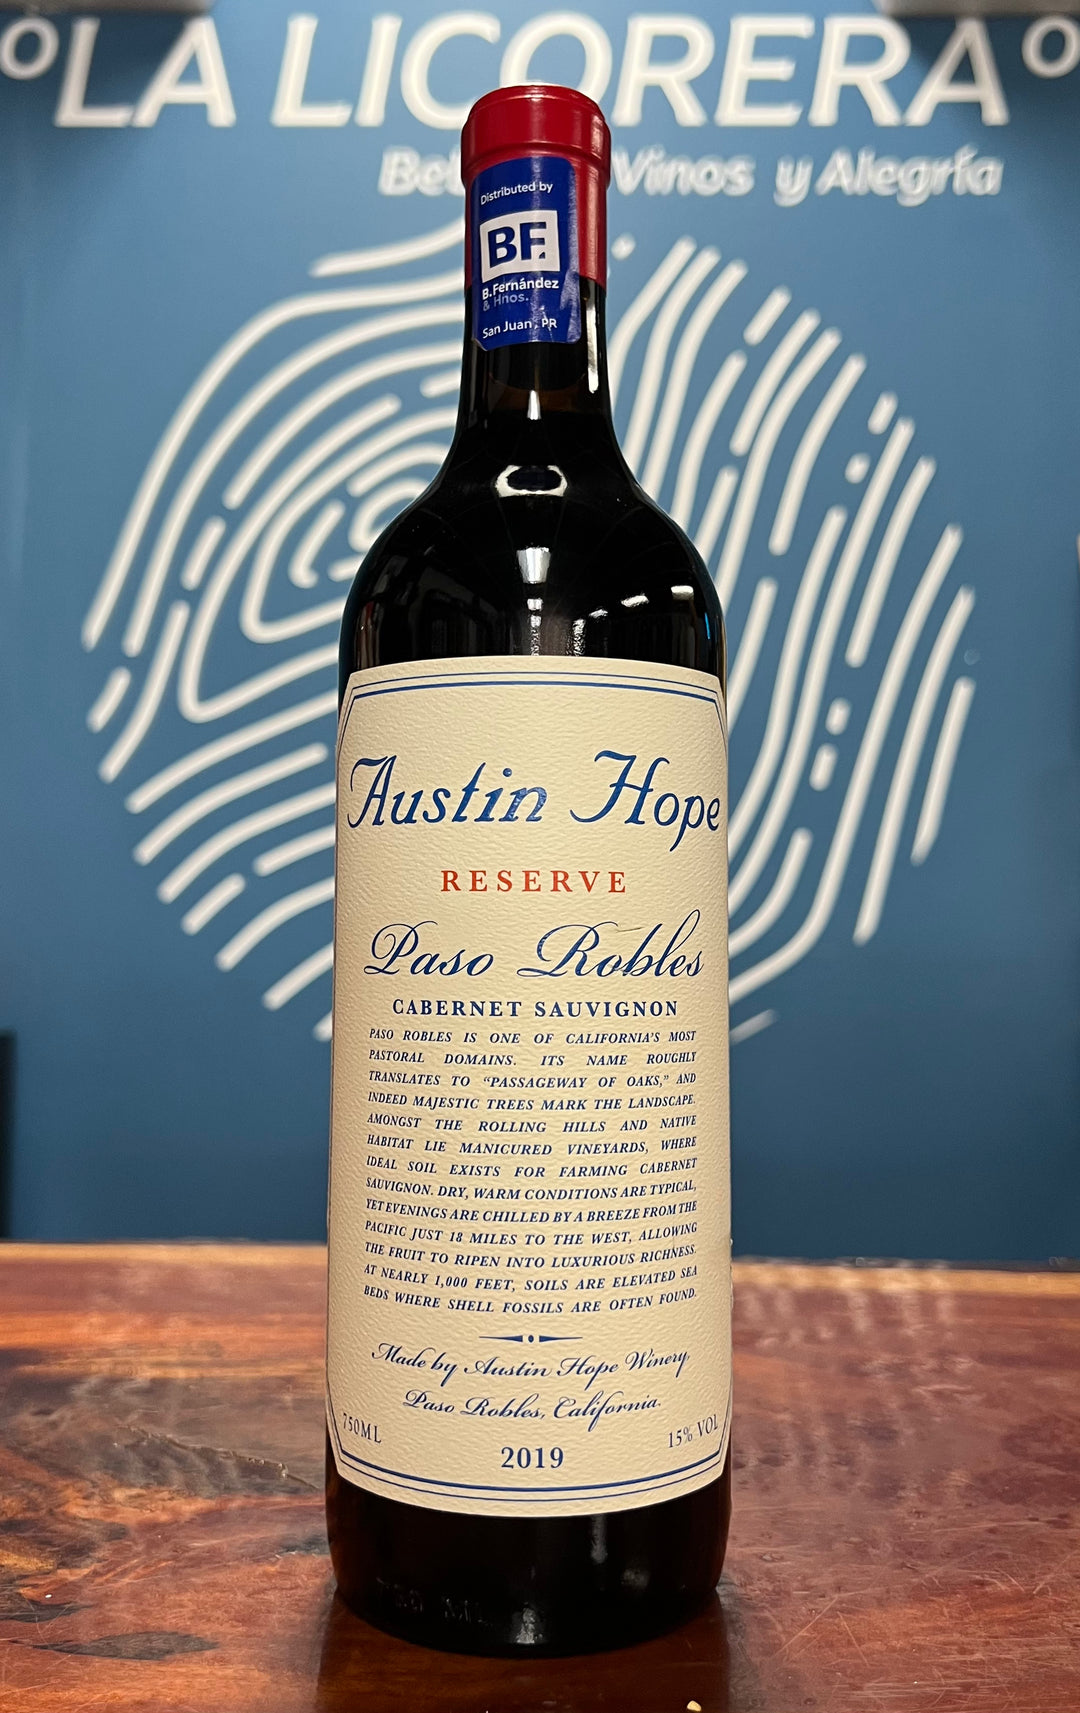 °LA LICORERA°
Vinos y Alegría
Distributed by
BF.
B.Fernández
& Hnos.
San Juan, PR
Austin Hope
RESERVE
Paso Robles
CABERNET SAUVIGNON
PASO ROBLES IS ONE OF CALIFORNIA'S MOST
PASTORAL DOMAINS. ITS NAME ROUGHLY
TRANSLATES TO “PASSAGEWAY OF OAKS,” AND
INDEED MAJESTIC TREES MARK THE LANDSCAPE.
AMONGST THE ROLLING HILLS AND NATIVE
HABITAT LIE MANICURED VINEYARDS, WHERE
IDEAL SOIL EXISTS FOR FARMING CABERNET
SAUVIGNON. DRY, WARM CONDITIONS ARE TYPICAL,
YET EVENINGS ARE CHILLED BY A BREEZE FROM THE
PACIFIC JUST 18 MILES TO THE WEST, ALLOWING
THE FRUIT TO RIPEN INTO LUXURIOUS RICHNESS.
AT NEARLY 1,000 FEET, SOILS ARE ELEVATED SEA
BEDS WHERE SHELL FOSSILS ARE OFTEN FOUND.
Made by Austin Hope Winery,
Paso Robles, California.
750ML
2019
15% VOL